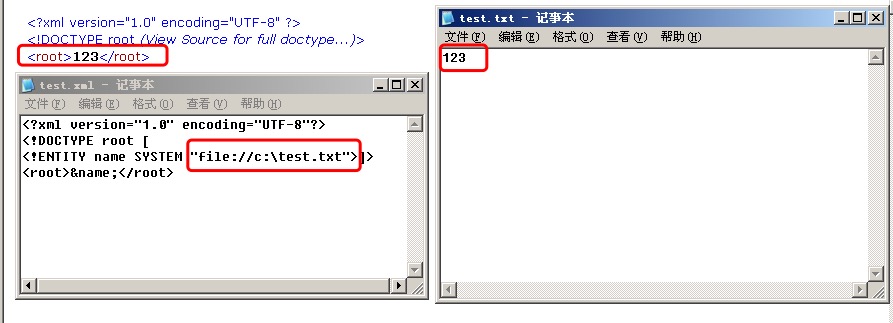 <?xml version="1.0" encoding="UTF-8" ?>
<!DOCTYPE root (View Source for full doctype...)>
<root>123</root>
test.xml - 记事本
文件(F) 编辑(E) 格式(O) 查看(V) 帮助(H)
<?xml version="1.0" encoding="UTF-8"?>
<!DOCTYPE root [
<!ENTITY name SYSTEM "file://c:\test.txt">]>
<root>&name;</root>
test.txt - 记事本
文件(F) 编辑(E) 格式(O) 查看(V) 帮助(H)
123